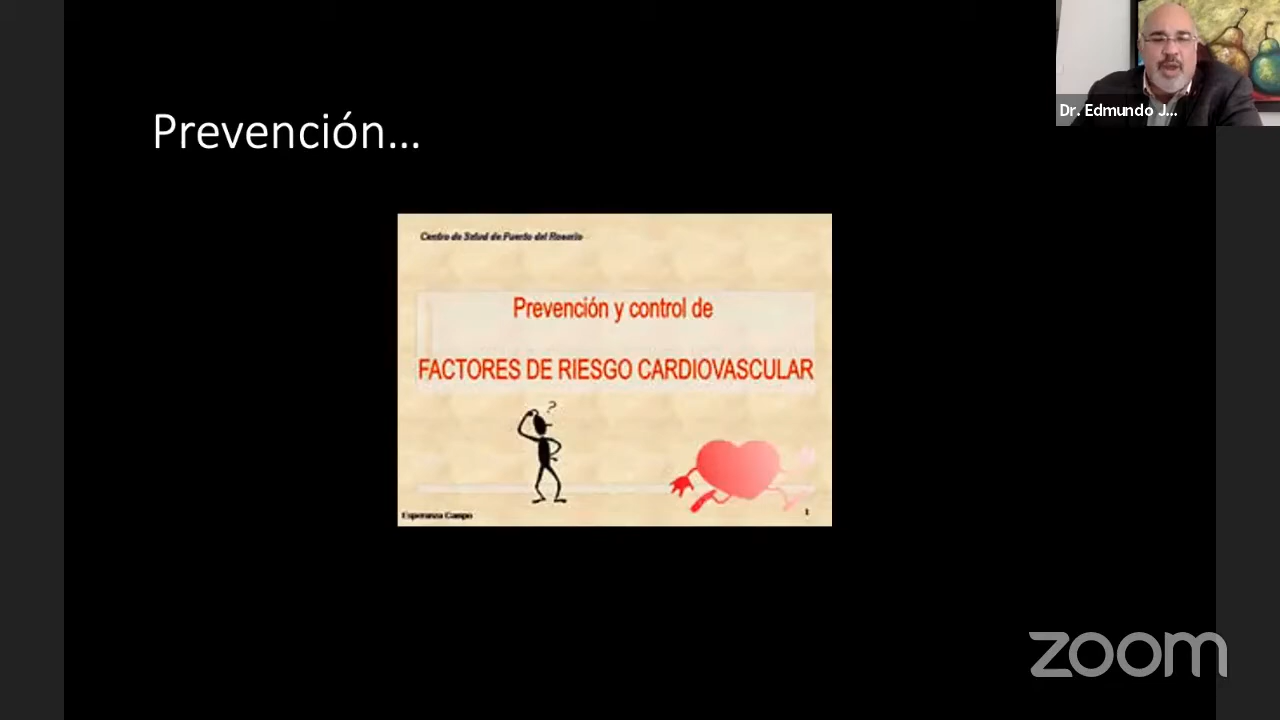 Dr. Edmundo J...
Prevención...
Centro de Salud de Puerto del Rosario
Prevención y control de
FACTORES DE RIESGO CARDIOVASCULAR
?
Esperanza Campo
1
zoom